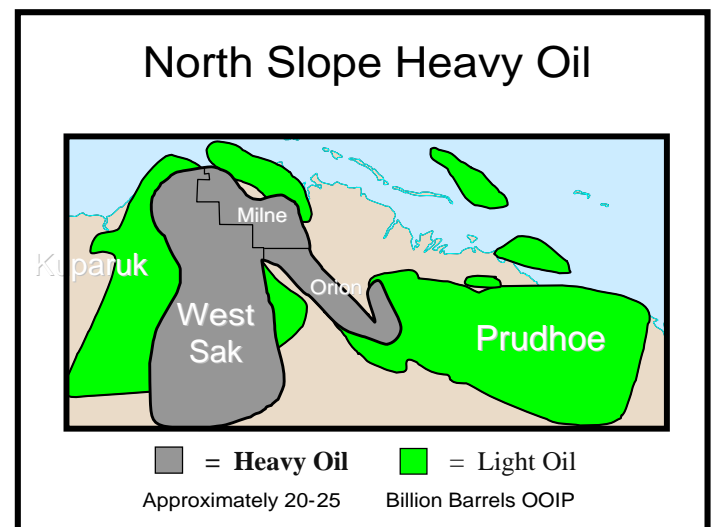 North Slope Heavy Oil
Milne
Kuparuk
Orion
West
Sak
Prudhoe
= Heavy Oil = Light Oil
Approximately 20-25 Billion Barrels OOIP